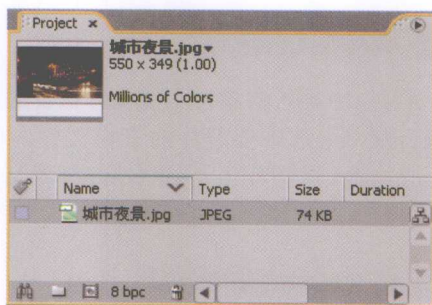 Project ×
城市夜景.jpg
550 x 349 (1.00)
Millions of Colors
Name Type Size Duration
城市夜景.jpg JPEG 74 KB
8 bpc